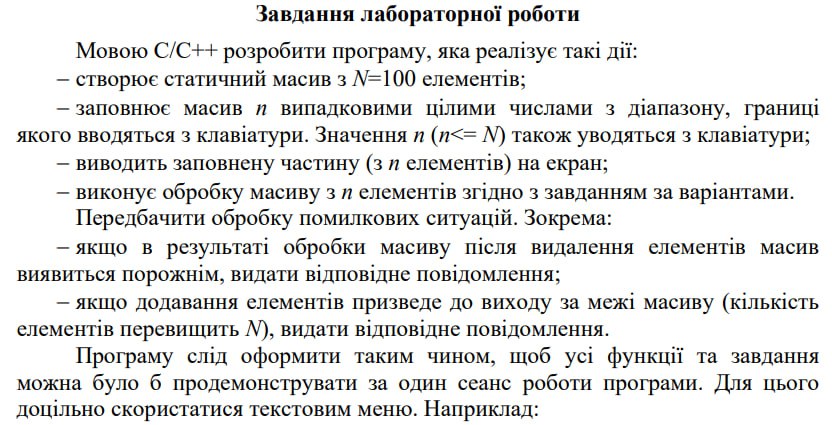 Завдання лабораторної роботи
Мовою С/С++ розробити програму, яка реалізує такі дії:
– створює статичний масив з N=100 елементів;
– заповнює масив n випадковими цілими числами з діапазону, границі
якого вводяться з клавіатури. Значення n (n<= N) також уводяться з клавіатури;
– виводить заповнену частину (з n елементів) на екран;
– виконує обробку масиву з n елементів згідно з завданням за варіантами.
Передбачити обробку помилкових ситуацій. Зокрема:
– якщо в результаті обробки масиву після видалення елементів масив
виявиться порожнім, видати відповідне повідомлення;
– якщо додавання елементів призведе до виходу за межі масиву (кількість
елементів перевищить N), видати відповідне повідомлення.
Програму слід оформити таким чином, щоб усі функції та завдання
можна було б продемонструвати за один сеанс роботи програми. Для цього
доцільно скористатися текстовим меню. Наприклад: